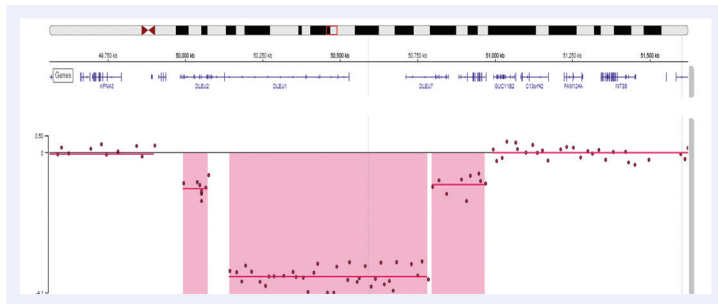 49,750 kb 50,000 kb 50,250 kb 50,500 kb 50,750 kb 51,000 kb 51,250 kb 51,500 kb
Genes
KPNA3 DLEU2 DLEU1 DLEU7 GUCY1B2 C13orf42 FAM124A INTS6
0.50
0